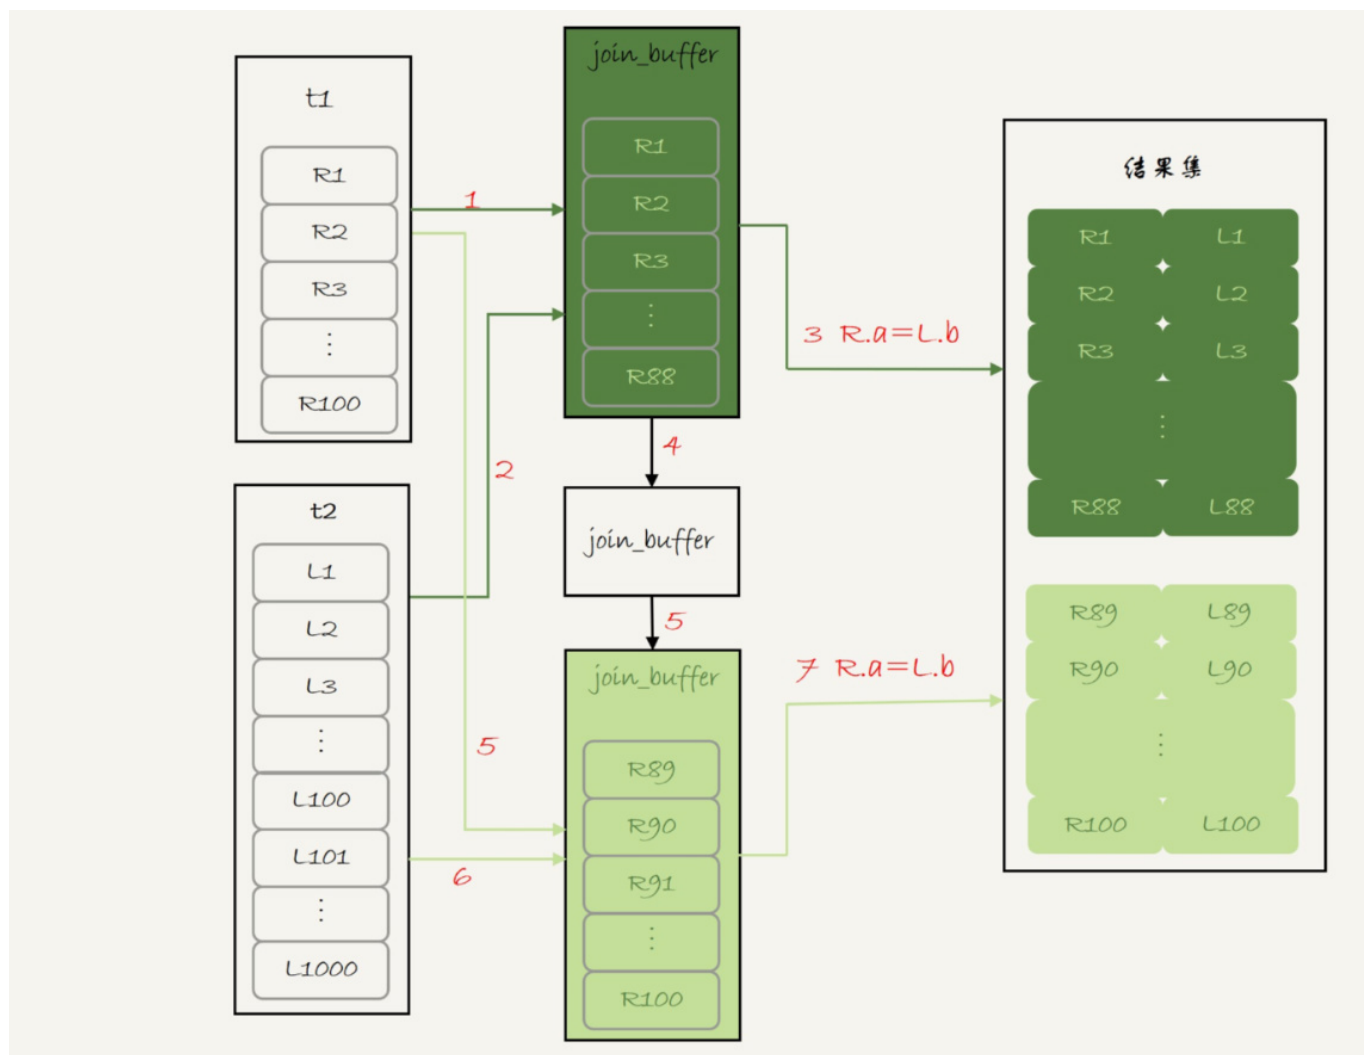 t1
R1
R2
R3
⋮
R100
t2
L1
L2
L3
⋮
L100
L101
⋮
L1000
1
2
5
6
join_buffer
R1
R2
R3
⋮
R88
4
join_buffer
5
join_buffer
R89
R90
R91
⋮
R100
3 R.a=L.b
7 R.a=L.b
结果集
R1 L1
R2 L2
R3 L3
⋮
R88 L88
R89 L89
R90 L90
⋮
R100 L100